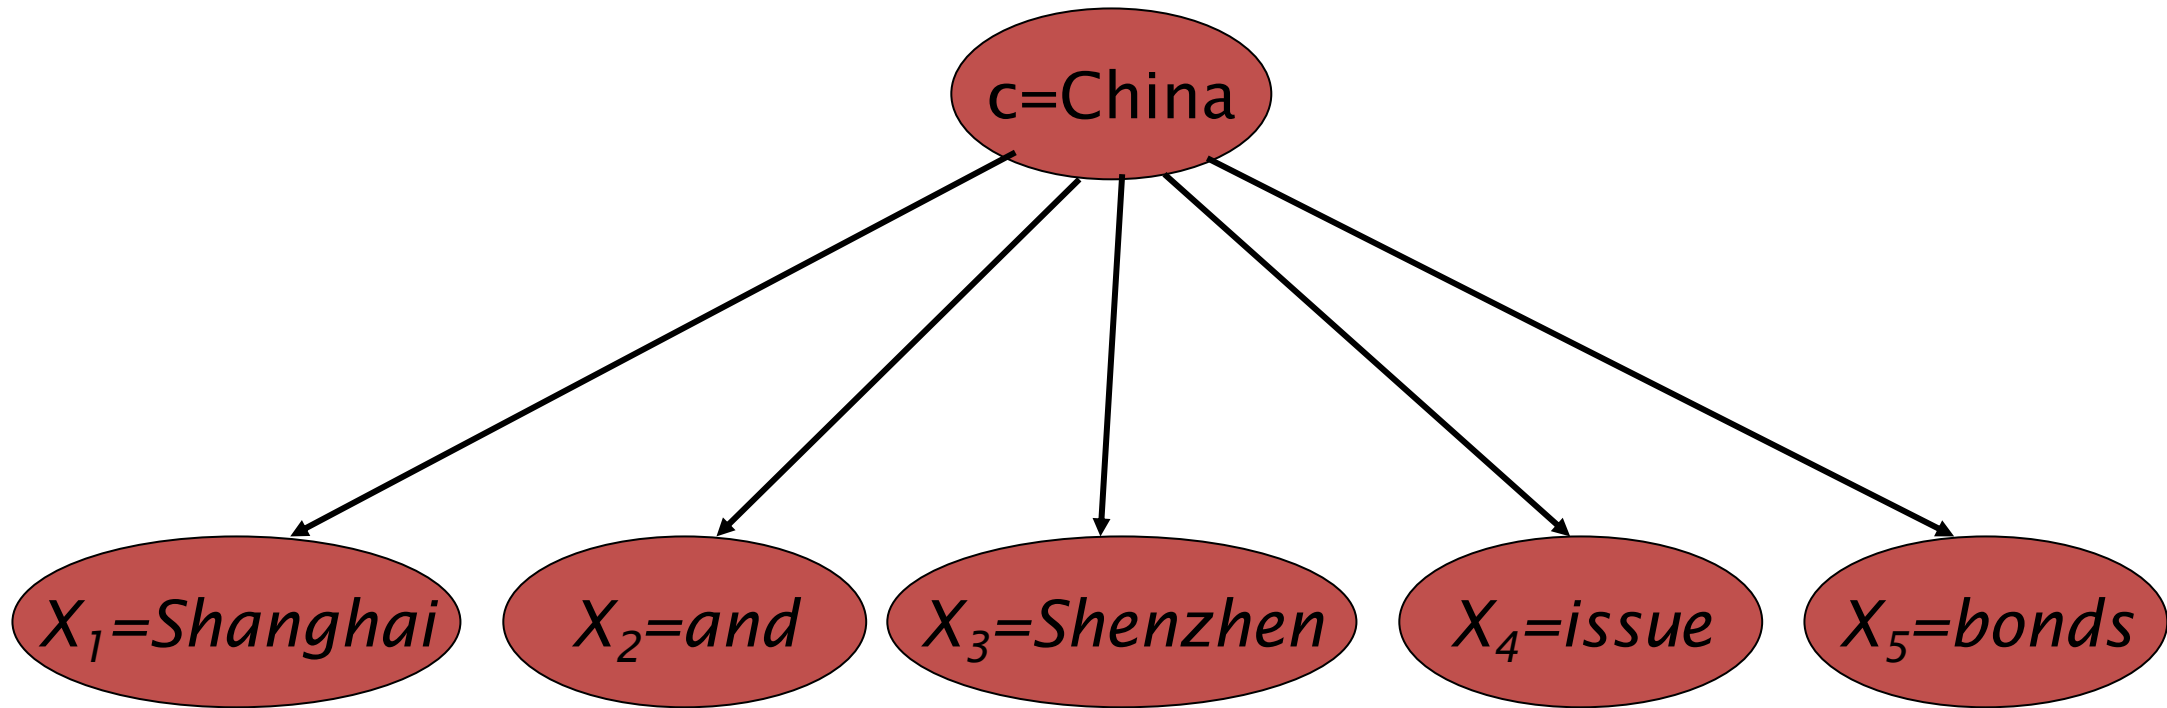 c=China
X1=Shanghai
X2=and
X3=Shenzhen
X4=issue
X5=bonds